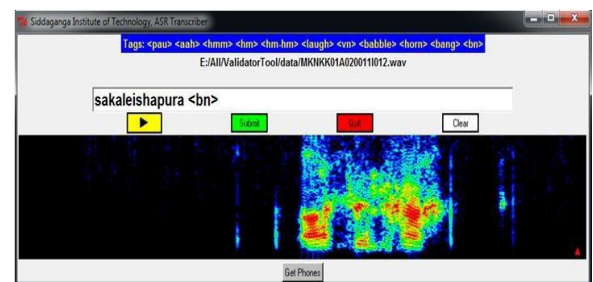 Siddaganga Institute of Technology, ASR Transcriber
Tags: <pau> <aah> <hmm> <hm> <hm-hm> <laugh> <vn> <babble> <horn> <bang> <bn>
E:/All/ValidatorTool/data/MKNKK01A020011I012.wav
sakaleishapura <bn>
Submit Quit Clear
Get Phones